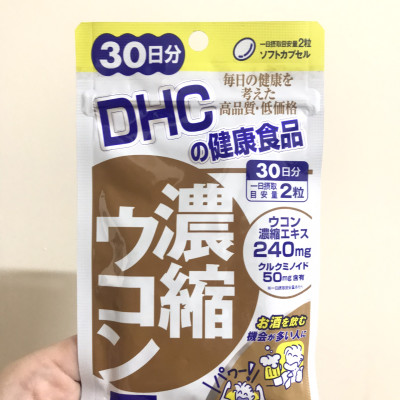 30日分
一日摂取目安量2粒
ソフトカプセル
毎日の健康を
考えた
高品質・低価格
DHC
の健康食品
30日分
一日摂取
目安量
2粒
濃縮
ウコン
ウコン
濃縮エキス
240mg
クルクミノイド
50mg含有
お酒を飲む
機会が多い人に
パワー!